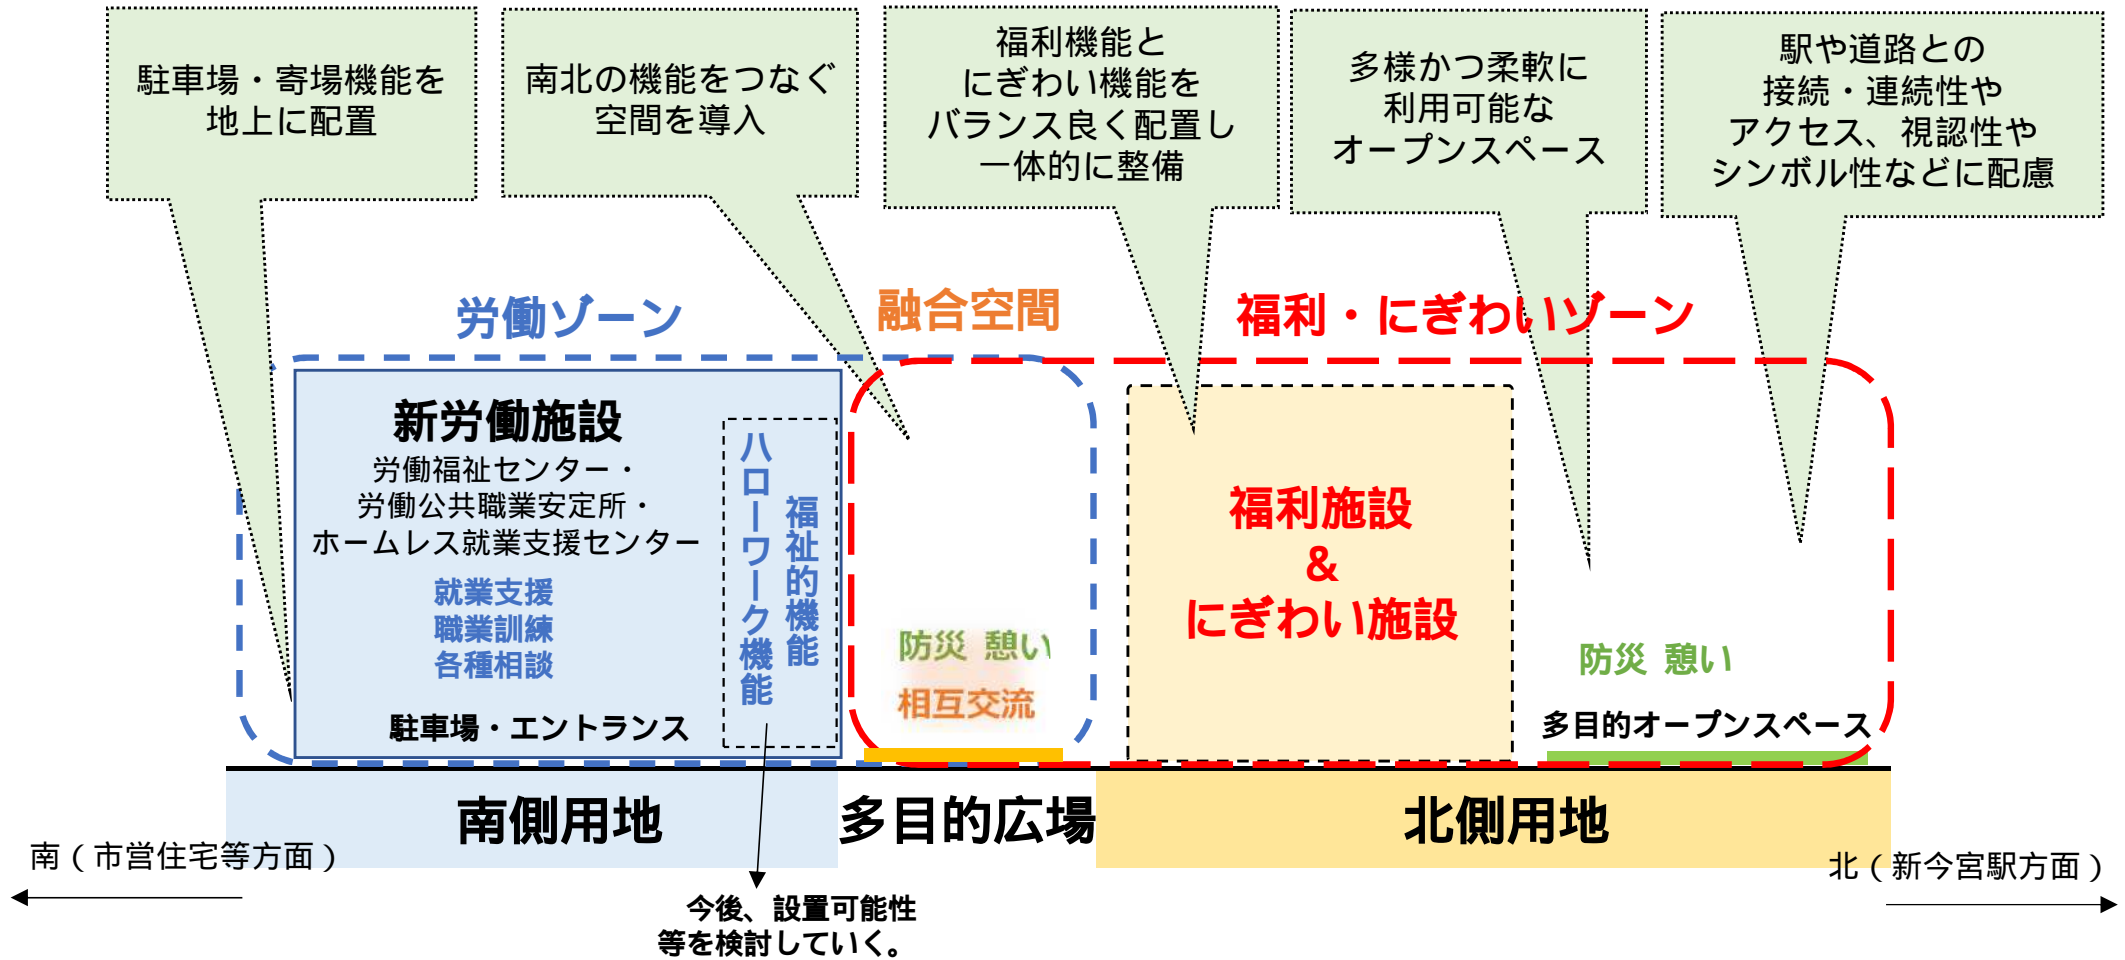 駐車場・寄場機能を
地上に配置
南北の機能をつなぐ
空間を導入
福利機能と
にぎわい機能を
バランス良く配置し
一体的に整備
多様かつ柔軟に
利用可能な
オープンスペース
駅や道路との
接続・連続性や
アクセス、視認性や
シンボル性などに配慮
労働ゾーン
融合空間
福利・にぎわいゾーン
新労働施設
労働福祉センター・
労働公共職業安定所・
ホームレス就業支援センター
就業支援
職業訓練
各種相談
駐車場・エントランス
福祉的機能
ハローワーク機能
防災 憩い
相互交流
福利施設
&
にぎわい施設
防災 憩い
多目的オープンスペース
南側用地
多目的広場
北側用地
南（市営住宅等方面）
北（新今宮駅方面）
今後、設置可能性
等を検討していく。